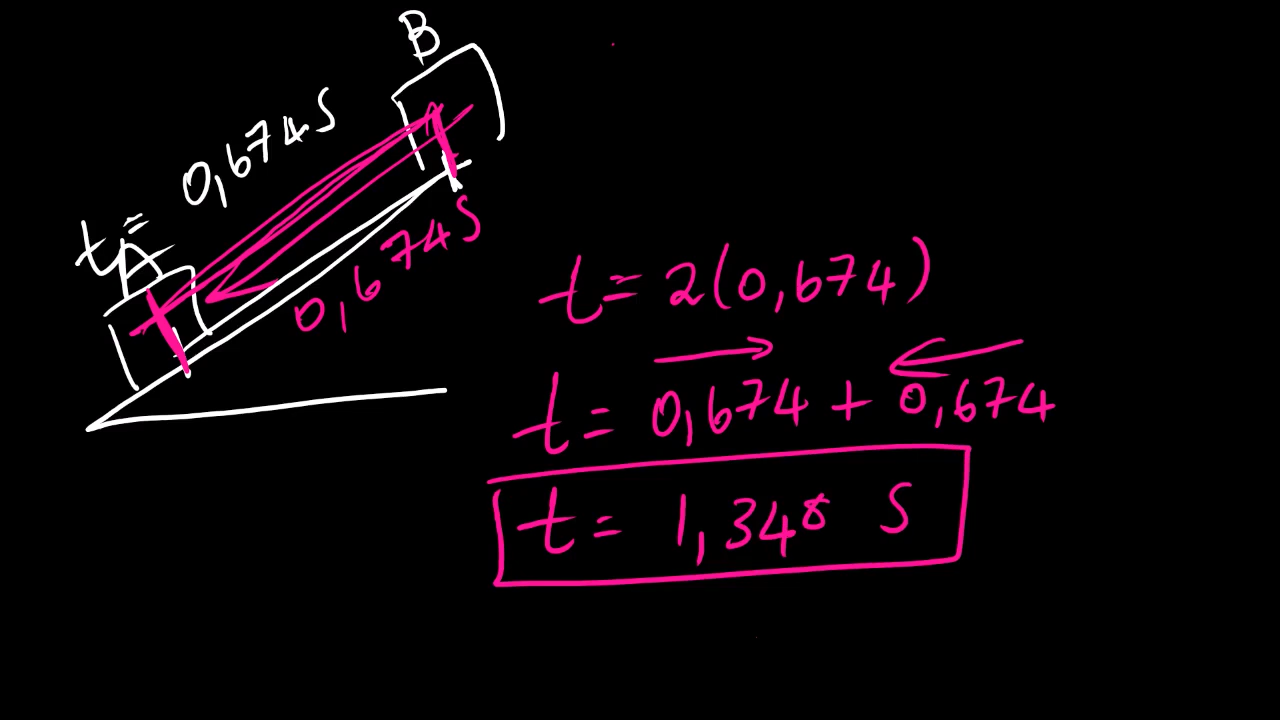 B
t = 0,674 S
A
0,674 S
t = 2(0,674)
t = 0,674 + 0,674
t = 1,348 S